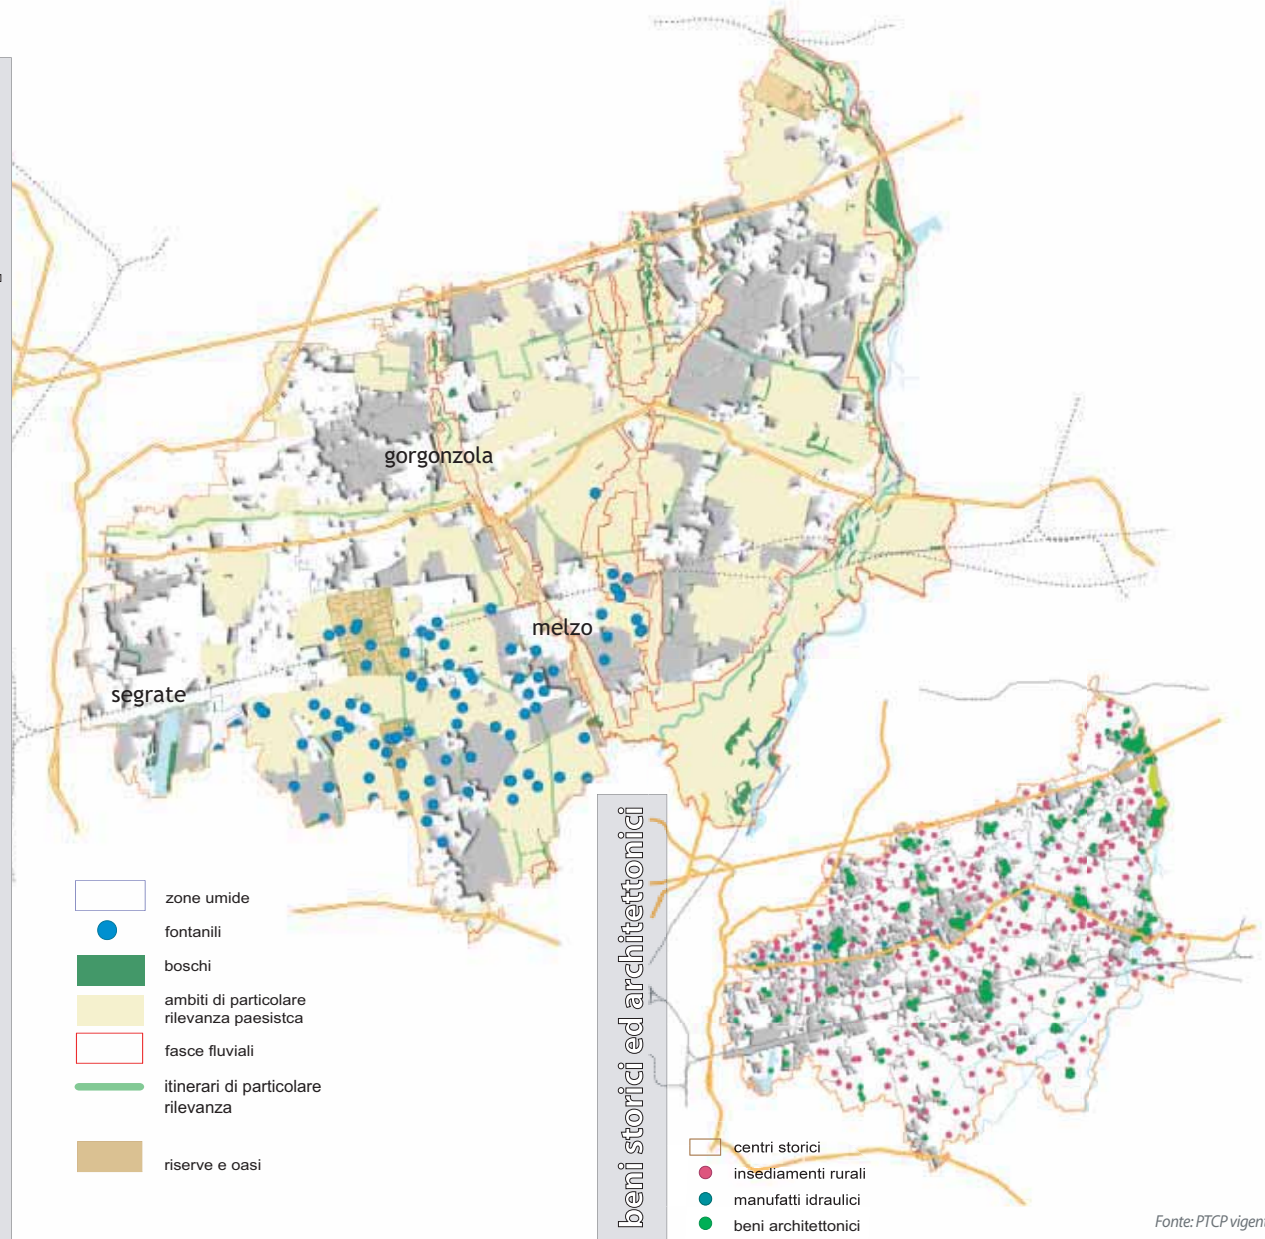 gorgonzola
melzo
segrate
zone umide
fontanili
boschi
ambiti di particolare
rilevanza paesistca
fasce fluviali
itinerari di particolare
rilevanza
riserve e oasi
beni storici ed architettonici
centri storici
insediamenti rurali
manufatti idraulici
beni architettonici
Fonte: PTCP vigent